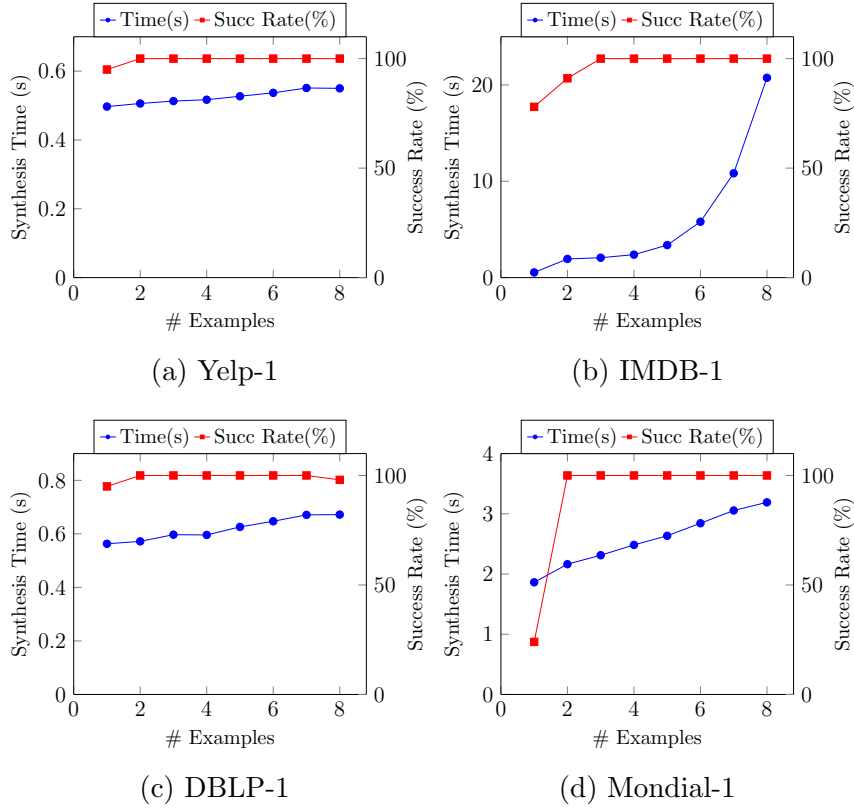 Time(s) Succ Rate(%)
0 0.2 0.4 0.6
Synthesis Time (s)
0 50 100
Success Rate (%)
0 2 4 6 8
# Examples
(a) Yelp-1
Time(s) Succ Rate(%)
0 10 20
Synthesis Time (s)
0 50 100
Success Rate (%)
0 2 4 6 8
# Examples
(b) IMDB-1
Time(s) Succ Rate(%)
0 0.2 0.4 0.6 0.8
Synthesis Time (s)
0 50 100
Success Rate (%)
0 2 4 6 8
# Examples
(c) DBLP-1
Time(s) Succ Rate(%)
0 1 2 3 4
Synthesis Time (s)
0 50 100
Success Rate (%)
0 2 4 6 8
# Examples
(d) Mondial-1